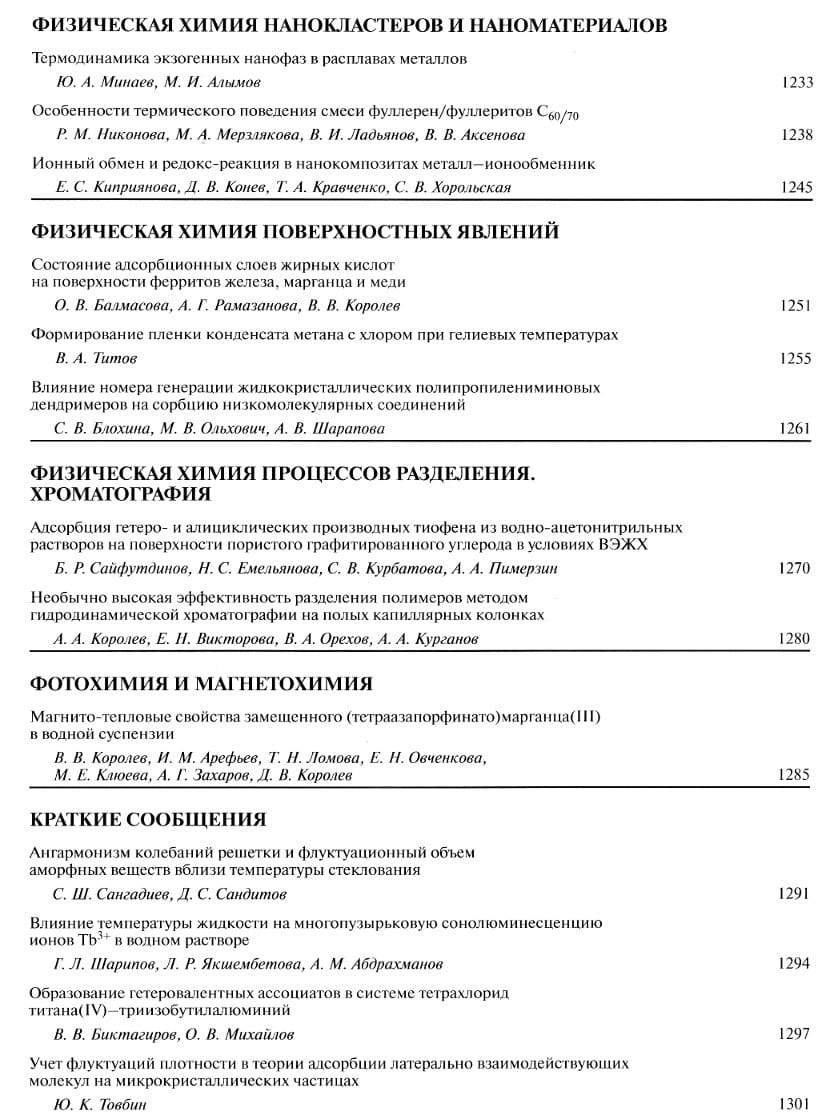 ФИЗИЧЕСКАЯ ХИМИЯ НАНОКЛАСТЕРОВ И НАНОМАТЕРИАЛОВ
Термодинамика экзогенных нанофаз в расплавах металлов
Ю. А. Минаев, М. И. Алымов 1233
Особенности термического поведения смеси фуллерен/фуллеритов C60/70
Р. М. Никонова, М. А. Мерзлякова, В. И. Ладьянов, В. В. Аксенова 1238
Ионный обмен и редокс-реакция в нанокомпозитах металл–ионообменник
Е. С. Киприянова, Д. В. Конев, Т. А. Кравченко, С. В. Хорольская 1245
ФИЗИЧЕСКАЯ ХИМИЯ ПОВЕРХНОСТНЫХ ЯВЛЕНИЙ
Состояние адсорбционных слоев жирных кислот
на поверхности ферритов железа, марганца и меди
О. В. Балмасова, А. Г. Рамазанова, В. В. Королев 1251
Формирование пленки конденсата метана с хлором при гелиевых температурах
В. А. Титов 1255
Влияние номера генерации жидкокристаллических полипропилениминовых
дендримеров на сорбцию низкомолекулярных соединений
С. В. Блохина, М. В. Ольхович, А. В. Шарапова 1261
ФИЗИЧЕСКАЯ ХИМИЯ ПРОЦЕССОВ РАЗДЕЛЕНИЯ.
ХРОМАТОГРАФИЯ
Адсорбция гетеро- и алициклических производных тиофена из водно-ацетонитрильных
растворов на поверхности пористого графитированного углерода в условиях ВЭЖХ
Б. Р. Сайфутдинов, Н. С. Емельянова, С. В. Курбатова, А. А. Пимерзин 1270
Необычно высокая эффективность разделения полимеров методом
гидродинамической хроматографии на полых капиллярных колонках
А. А. Королев, Е. Н. Викторова, В. А. Орехов, А. А. Курганов 1280
ФОТОХИМИЯ И МАГНЕТОХИМИЯ
Магнито-тепловые свойства замещенного (тетраазапорфинато)марганца(III)
в водной суспензии
В. В. Королев, И. М. Арефьев, Т. Н. Ломова, Е. Н. Овченкова,
М. Е. Клюева, А. Г. Захаров, Д. В. Королев 1285
КРАТКИЕ СООБЩЕНИЯ
Ангармонизм колебаний решетки и флуктуационный объем
аморфных веществ вблизи температуры стеклования
С. Ш. Сангадиев, Д. С. Сандитов 1291
Влияние температуры жидкости на многопузырьковую сонолюминесценцию
ионов Tb3+ в водном растворе
Г. Л. Шарипов, Л. Р. Якшембетова, А. М. Абдрахманов 1294
Образование гетеровалентных ассоциатов в системе тетрахлорид
титана(IV)–триизобутилалюминий
В. В. Биктагиров, О. В. Михайлов 1297
Учет флуктуаций плотности в теории адсорбции латерально взаимодействующих
молекул на микрокристаллических частицах
Ю. К. Товбин 1301